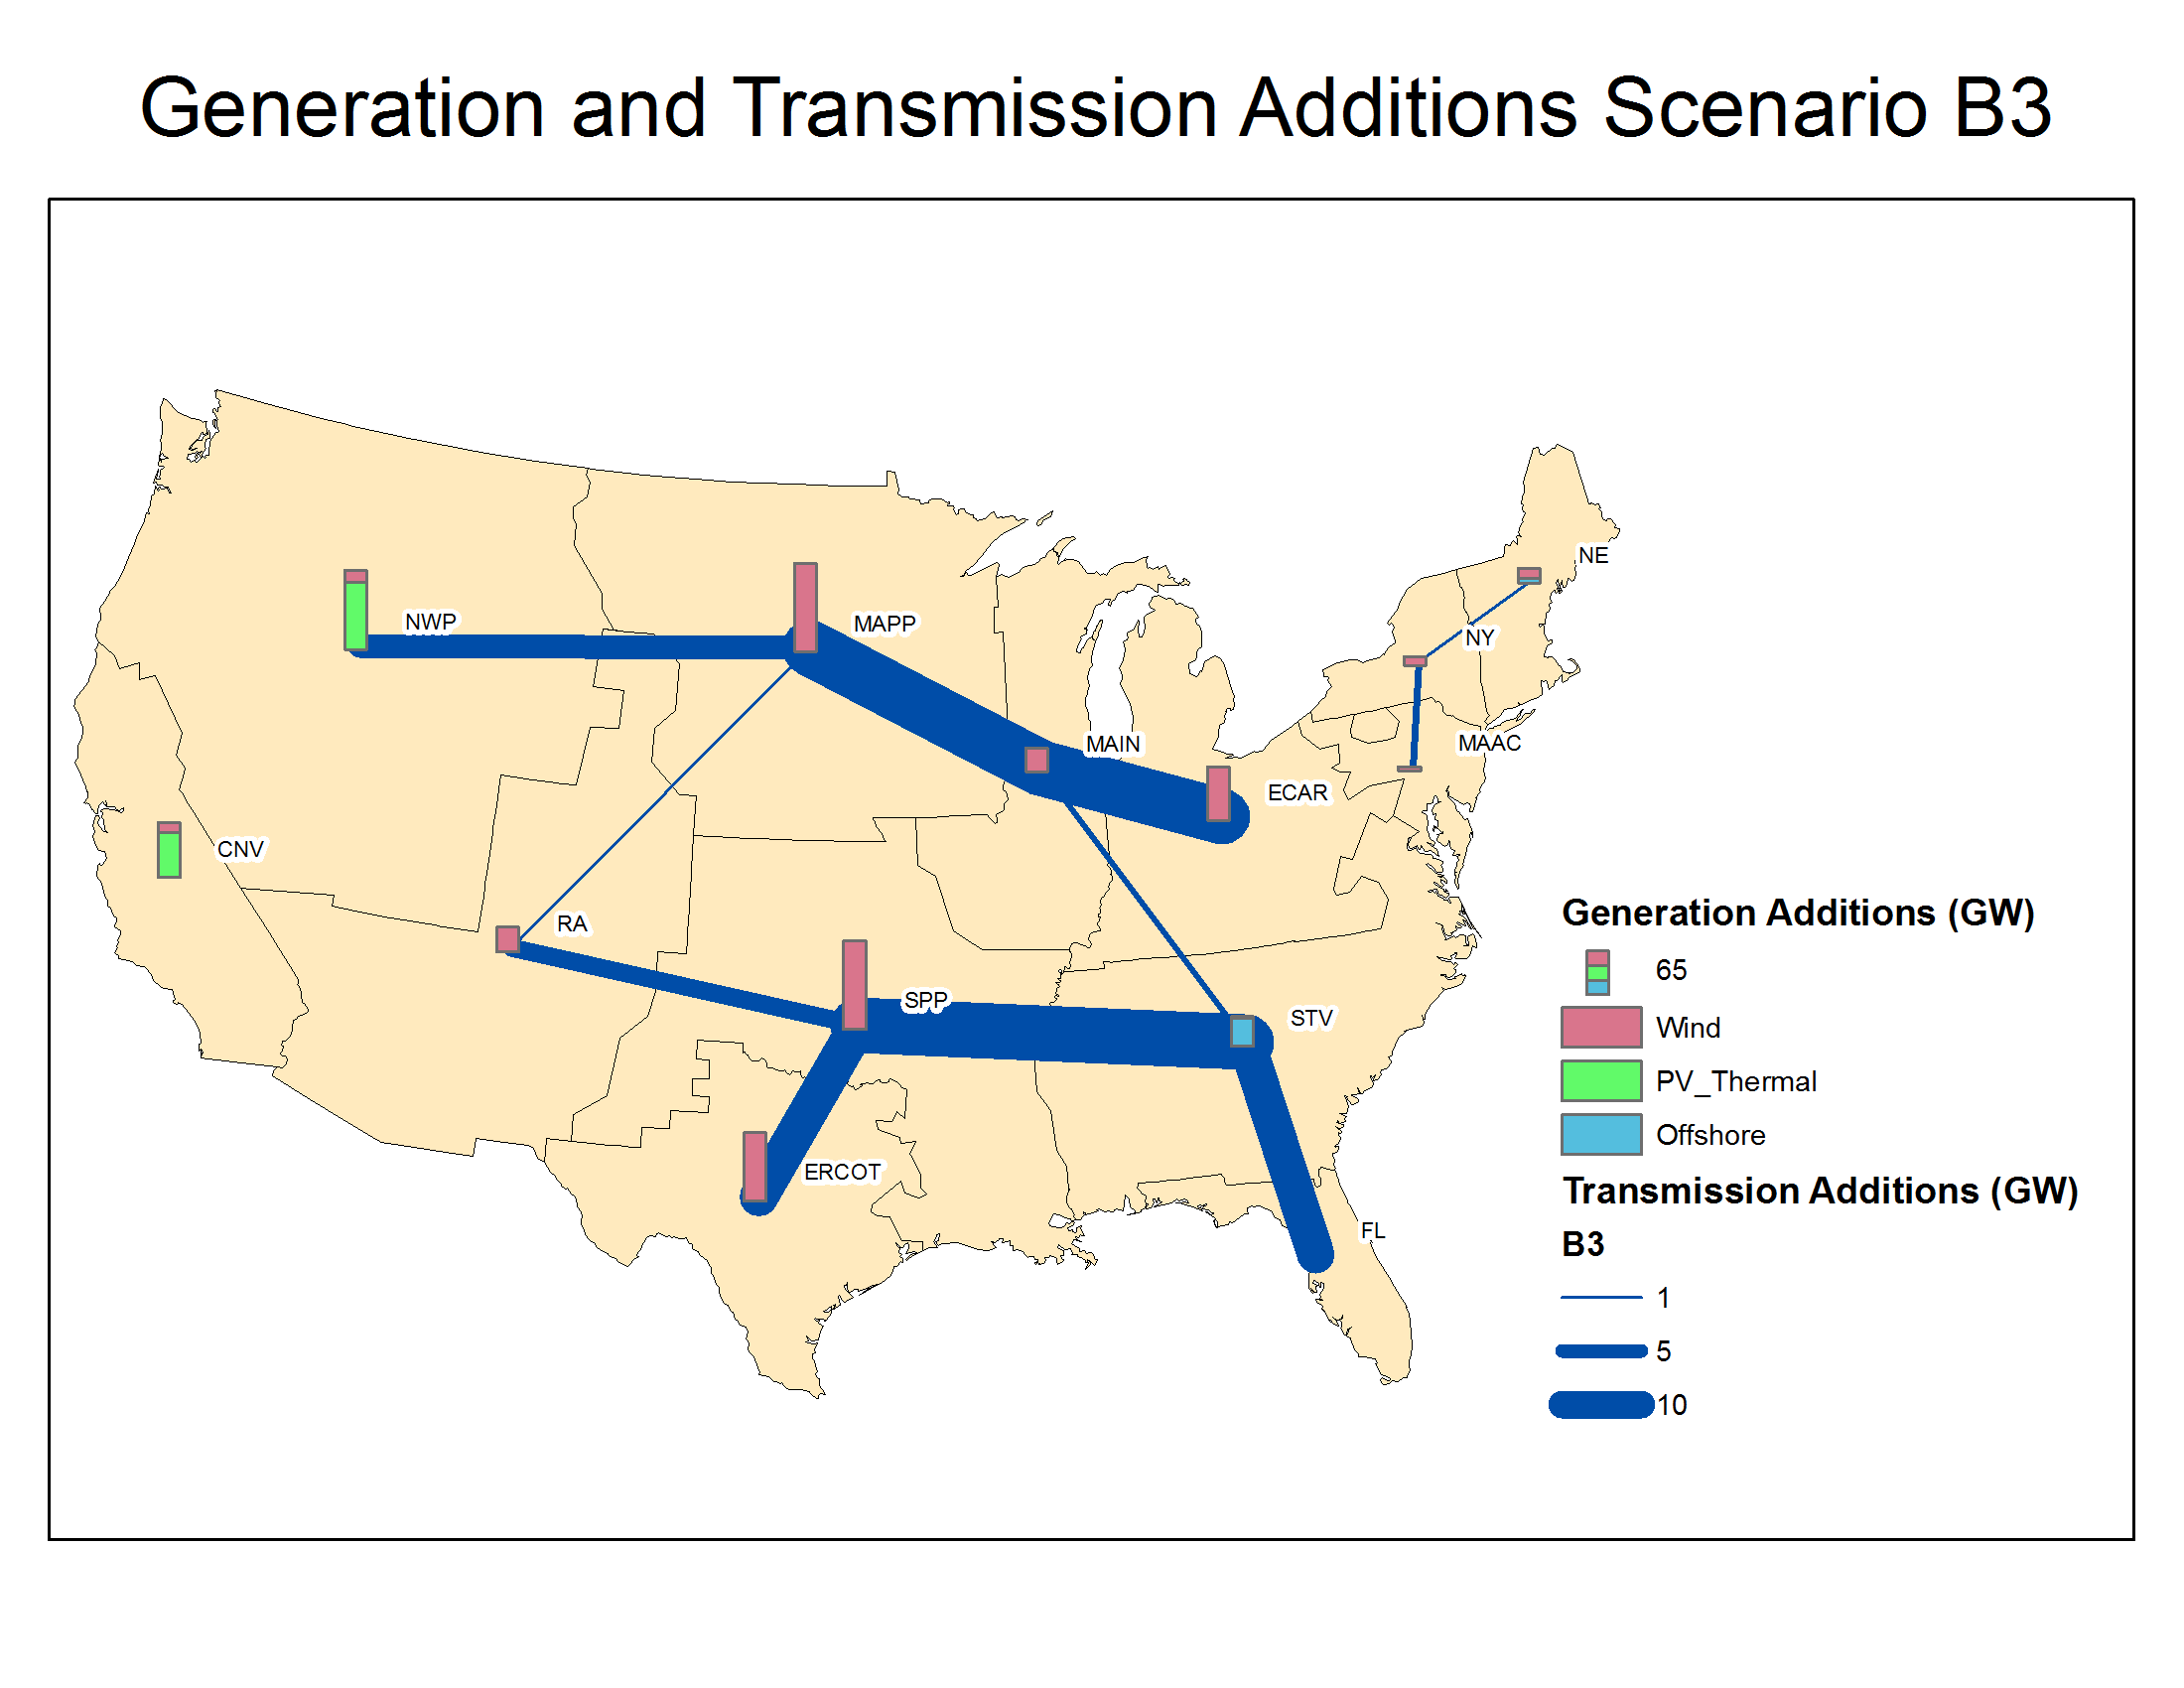 Generation and Transmission Additions Scenario B3
NE
NWP
MAPP
NY
MAIN
MAAC
ECAR
CNV
RA
SPP
STV
ERCOT
FL
Generation Additions (GW)
65
Wind
PV_Thermal
Offshore
Transmission Additions (GW)
B3
1
5
10